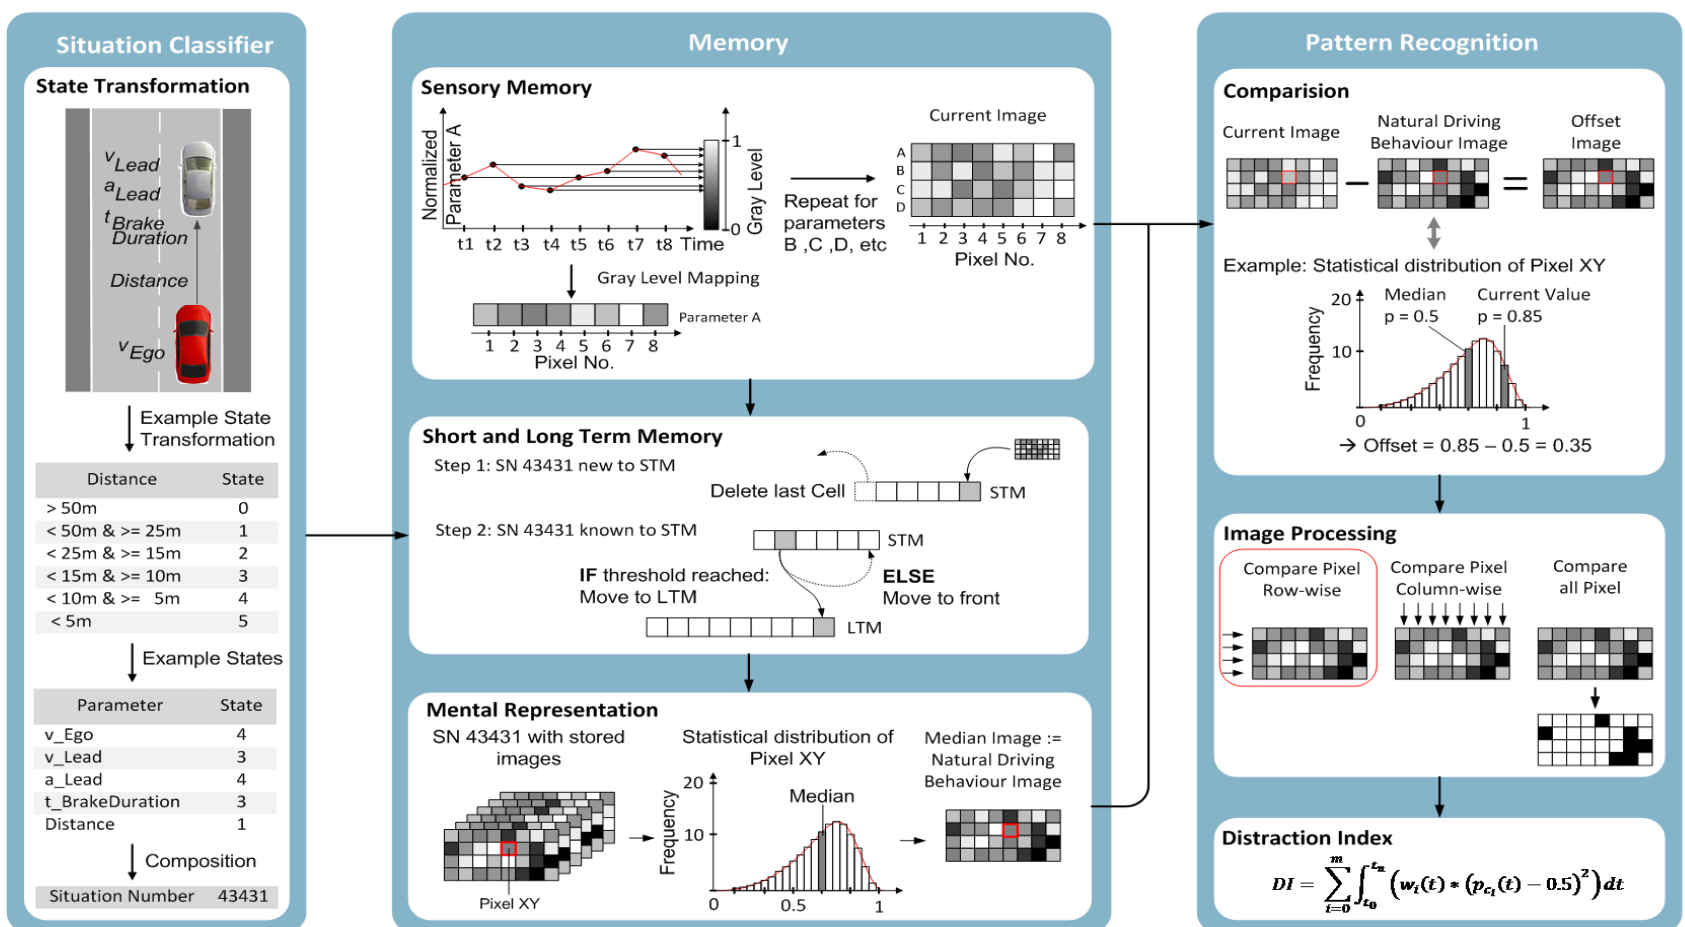 Situation Classifier
State Transformation
vLead
aLead
tBrake
Duration
Distance
vEgo
Example State
Transformation
Distance State
> 50m 0
< 50m & >= 25m 1
< 25m & >= 15m 2
< 15m & >= 10m 3
< 10m & >= 5m 4
< 5m 5
Example States
Parameter State
v_Ego 4
v_Lead 3
a_Lead 4
t_BrakeDuration 3
Distance 1
Composition
Situation Number 43431
Memory
Sensory Memory
Normalized
Parameter A
t1 t2 t3 t4 t5 t6 t7 t8 Time
1
0
Gray Level
Gray Level Mapping
Parameter A
1 2 3 4 5 6 7 8
Pixel No.
Repeat for
parameters
B ,C ,D, etc
Current Image
A
B
C
D
1 2 3 4 5 6 7 8
Pixel No.
Short and Long Term Memory
Step 1: SN 43431 new to STM
Delete last Cell
STM
Step 2: SN 43431 known to STM
STM
IF threshold reached:
Move to LTM
ELSE
Move to front
LTM
Mental Representation
SN 43431 with stored
images
Pixel XY
Statistical distribution of
Pixel XY
Frequency
20
10
Median
0 0.5 1
Median Image :=
Natural Driving
Behaviour Image
Pattern Recognition
Comparision
Current Image
Natural Driving
Behaviour Image
Offset
Image
− =
Example: Statistical distribution of Pixel XY
Frequency
20
10
Median
p = 0.5
Current Value
p = 0.85
0 1
→ Offset = 0.85 – 0.5 = 0.35
Image Processing
Compare Pixel
Row-wise
Compare Pixel
Column-wise
Compare
all Pixel
Distraction Index
DI = ∑_{i=0}^{m} ∫_{t_0}^{t_n} (w_i(t) ∗ (p_{c_i}(t) − 0.5)^2) dt